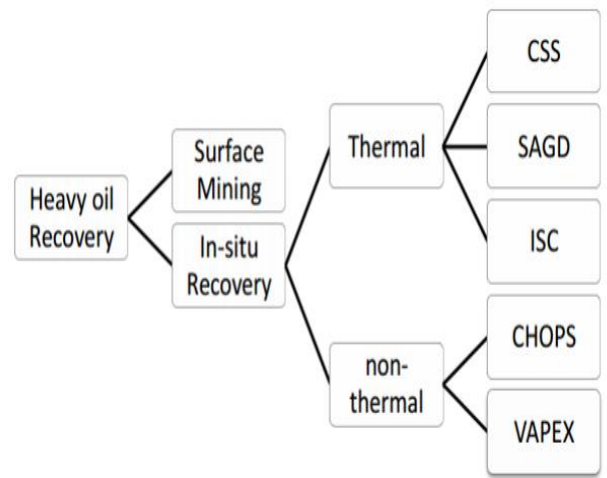 Heavy oil
Recovery
Surface
Mining
In-situ
Recovery
Thermal
non-
thermal
CSS
SAGD
ISC
CHOPS
VAPEX